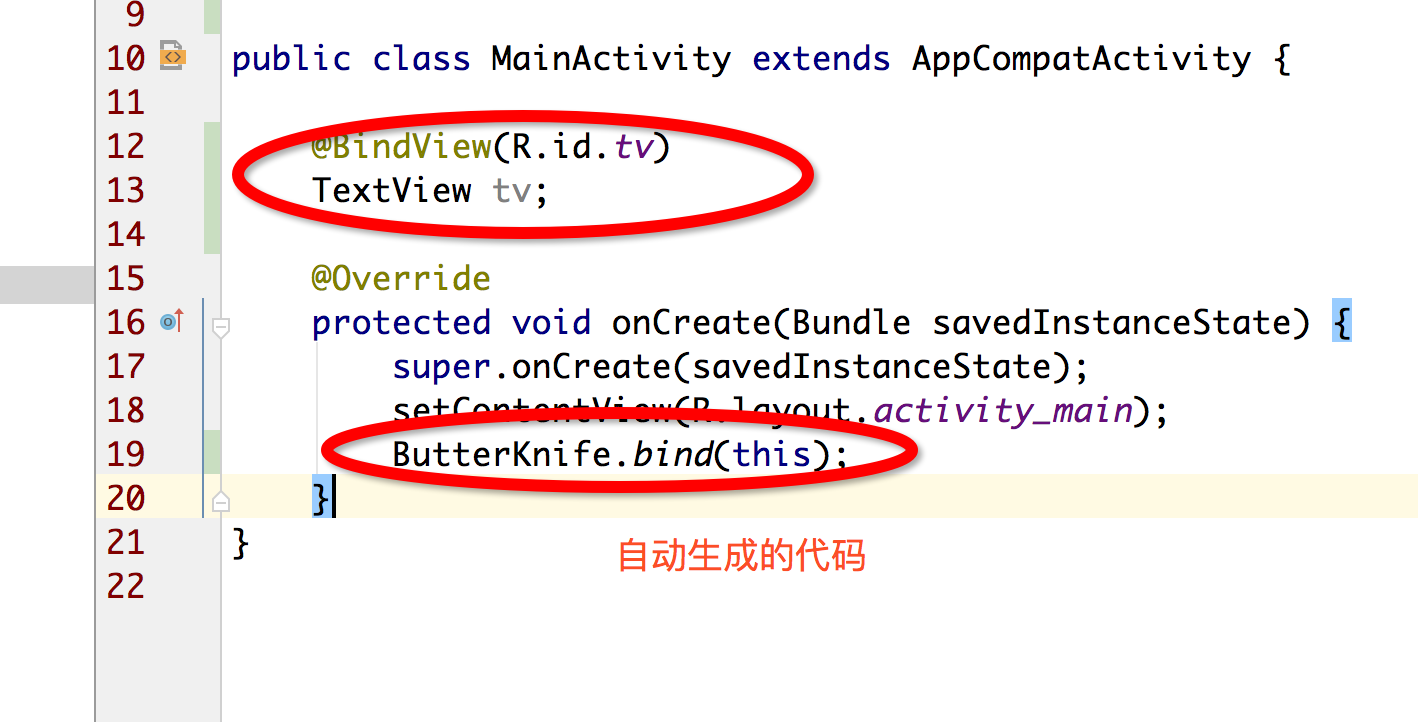 9
10 public class MainActivity extends AppCompatActivity {
11
12 @BindView(R.id.tv)
13 TextView tv;
14
15 @Override
16 protected void onCreate(Bundle savedInstanceState) {
17 super.onCreate(savedInstanceState);
18 setContentView(R.layout.activity_main);
19 ButterKnife.bind(this);
20 }
21 }
自动生成的代码
22